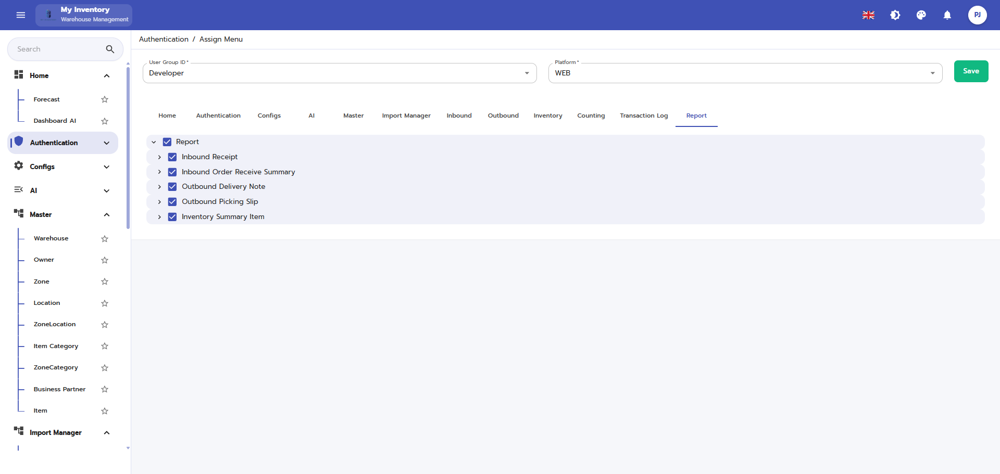 My Inventory
Warehouse Management
PJ
Search
Home
Forecast
Dashboard AI
Authentication
Configs
AI
Master
Warehouse
Owner
Zone
Location
ZoneLocation
Item Category
ZoneCategory
Business Partner
Item
Import Manager
Authentication / Assign Menu
User Group ID *
Developer
Platform *
WEB
Save
Home Authentication Configs AI Master Import Manager Inbound Outbound Inventory Counting Transaction Log Report
Report
Inbound Receipt
Inbound Order Receive Summary
Outbound Delivery Note
Outbound Picking Slip
Inventory Summary Item